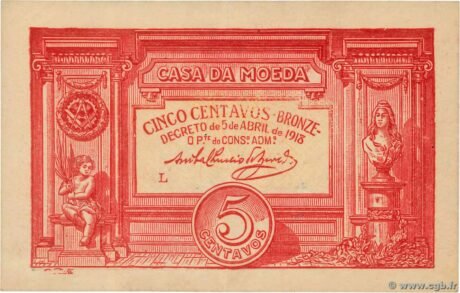 CASA DA MOEDA
CINCO CENTAVOS-BRONZE-
DECRETO de 5 de ABRIL de 1918
O P.te do CONS.o ADM.o
L
5
CENTAVOS
© www.cgb.fr